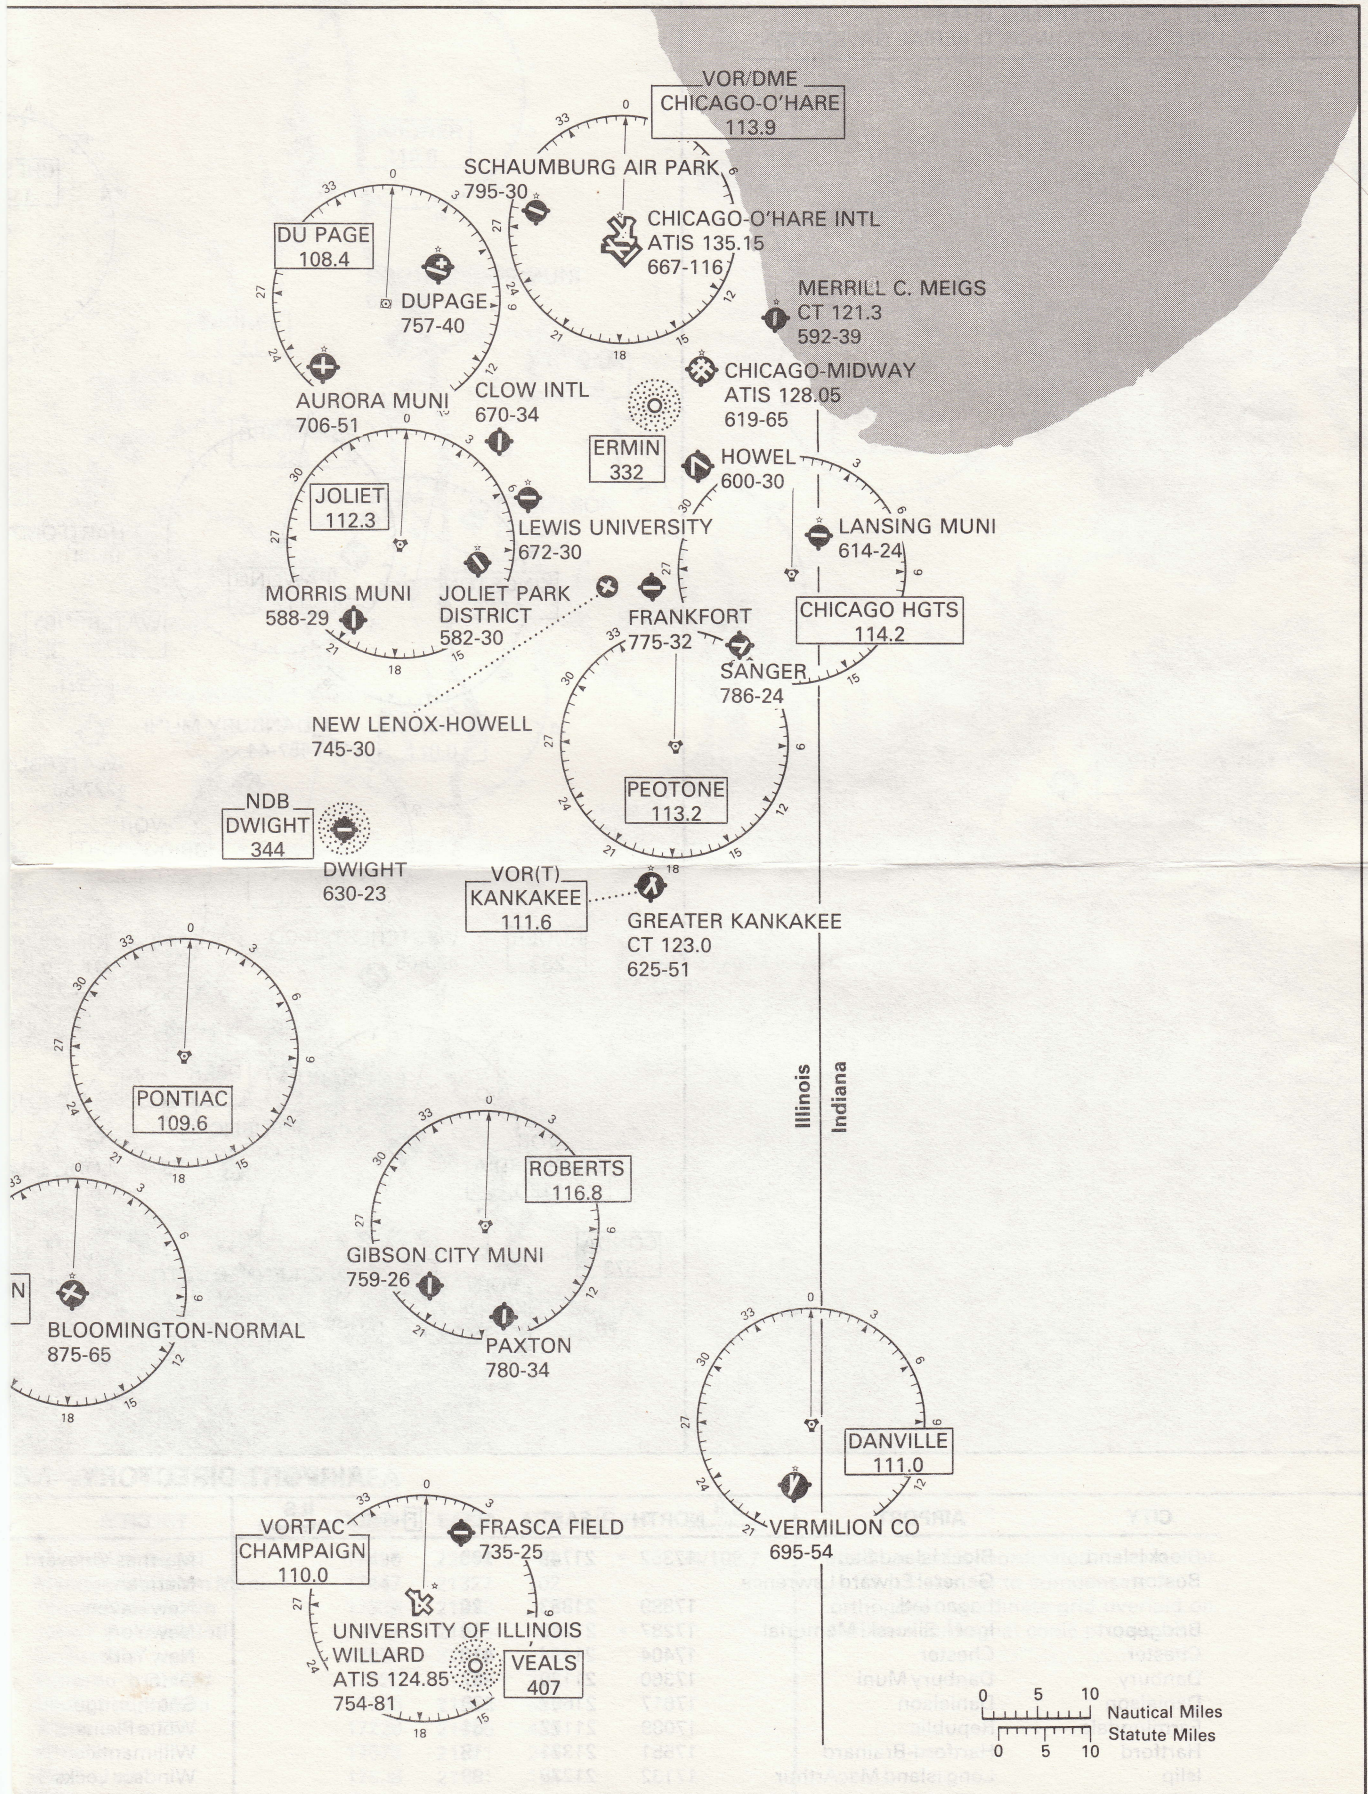 VOR/DME
CHICAGO-O'HARE
113.9
SCHAUMBURG AIR PARK
795-30
CHICAGO-O'HARE INTL
ATIS 135.15
667-116
DU PAGE
108.4
DUPAGE
757-40
MERRILL C. MEIGS
CT 121.3
592-39
CHICAGO-MIDWAY
ATIS 128.05
619-65
AURORA MUNI
706-51
CLOW INTL
670-34
ERMIN
332
HOWEL
600-30
JOLIET
112.3
LEWIS UNIVERSITY
672-30
LANSING MUNI
614-24
MORRIS MUNI
588-29
JOLIET PARK
DISTRICT
582-30
FRANKFORT
775-32
CHICAGO HGTS
114.2
SANGER
786-24
NEW LENOX-HOWELL
745-30
PEOTONE
113.2
NDB
DWIGHT
344
DWIGHT
630-23
VOR(T)
KANKAKEE
111.6
GREATER KANKAKEE
CT 123.0
625-51
PONTIAC
109.6
Illinois
Indiana
ROBERTS
116.8
GIBSON CITY MUNI
759-26
PAXTON
780-34
N
BLOOMINGTON-NORMAL
875-65
DANVILLE
111.0
VERMILION CO
695-54
VORTAC
CHAMPAIGN
110.0
FRASCA FIELD
735-25
UNIVERSITY OF ILLINOIS
WILLARD
ATIS 124.85
754-81
VEALS
407
0 5 10
Nautical Miles
Statute Miles
0 5 10